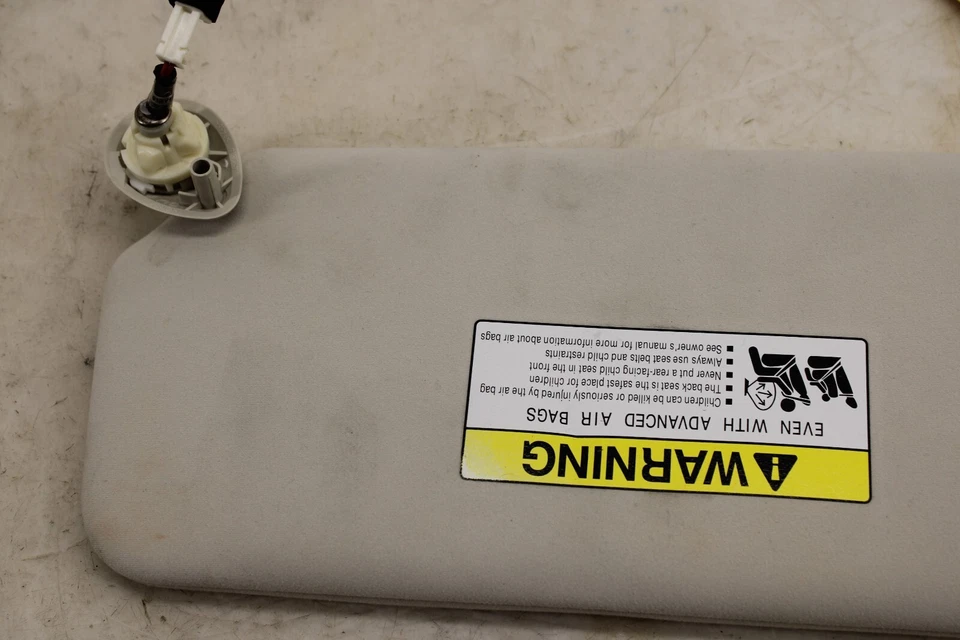 WARNING
EVEN WITH ADVANCED AIR BAGS
Children can be killed or seriously injured by the air bag
The back seat is the safest place for children
Never put a rear-facing child seat in the front
Always use seat belts and child restraints
See owner's manual for more information about air bags